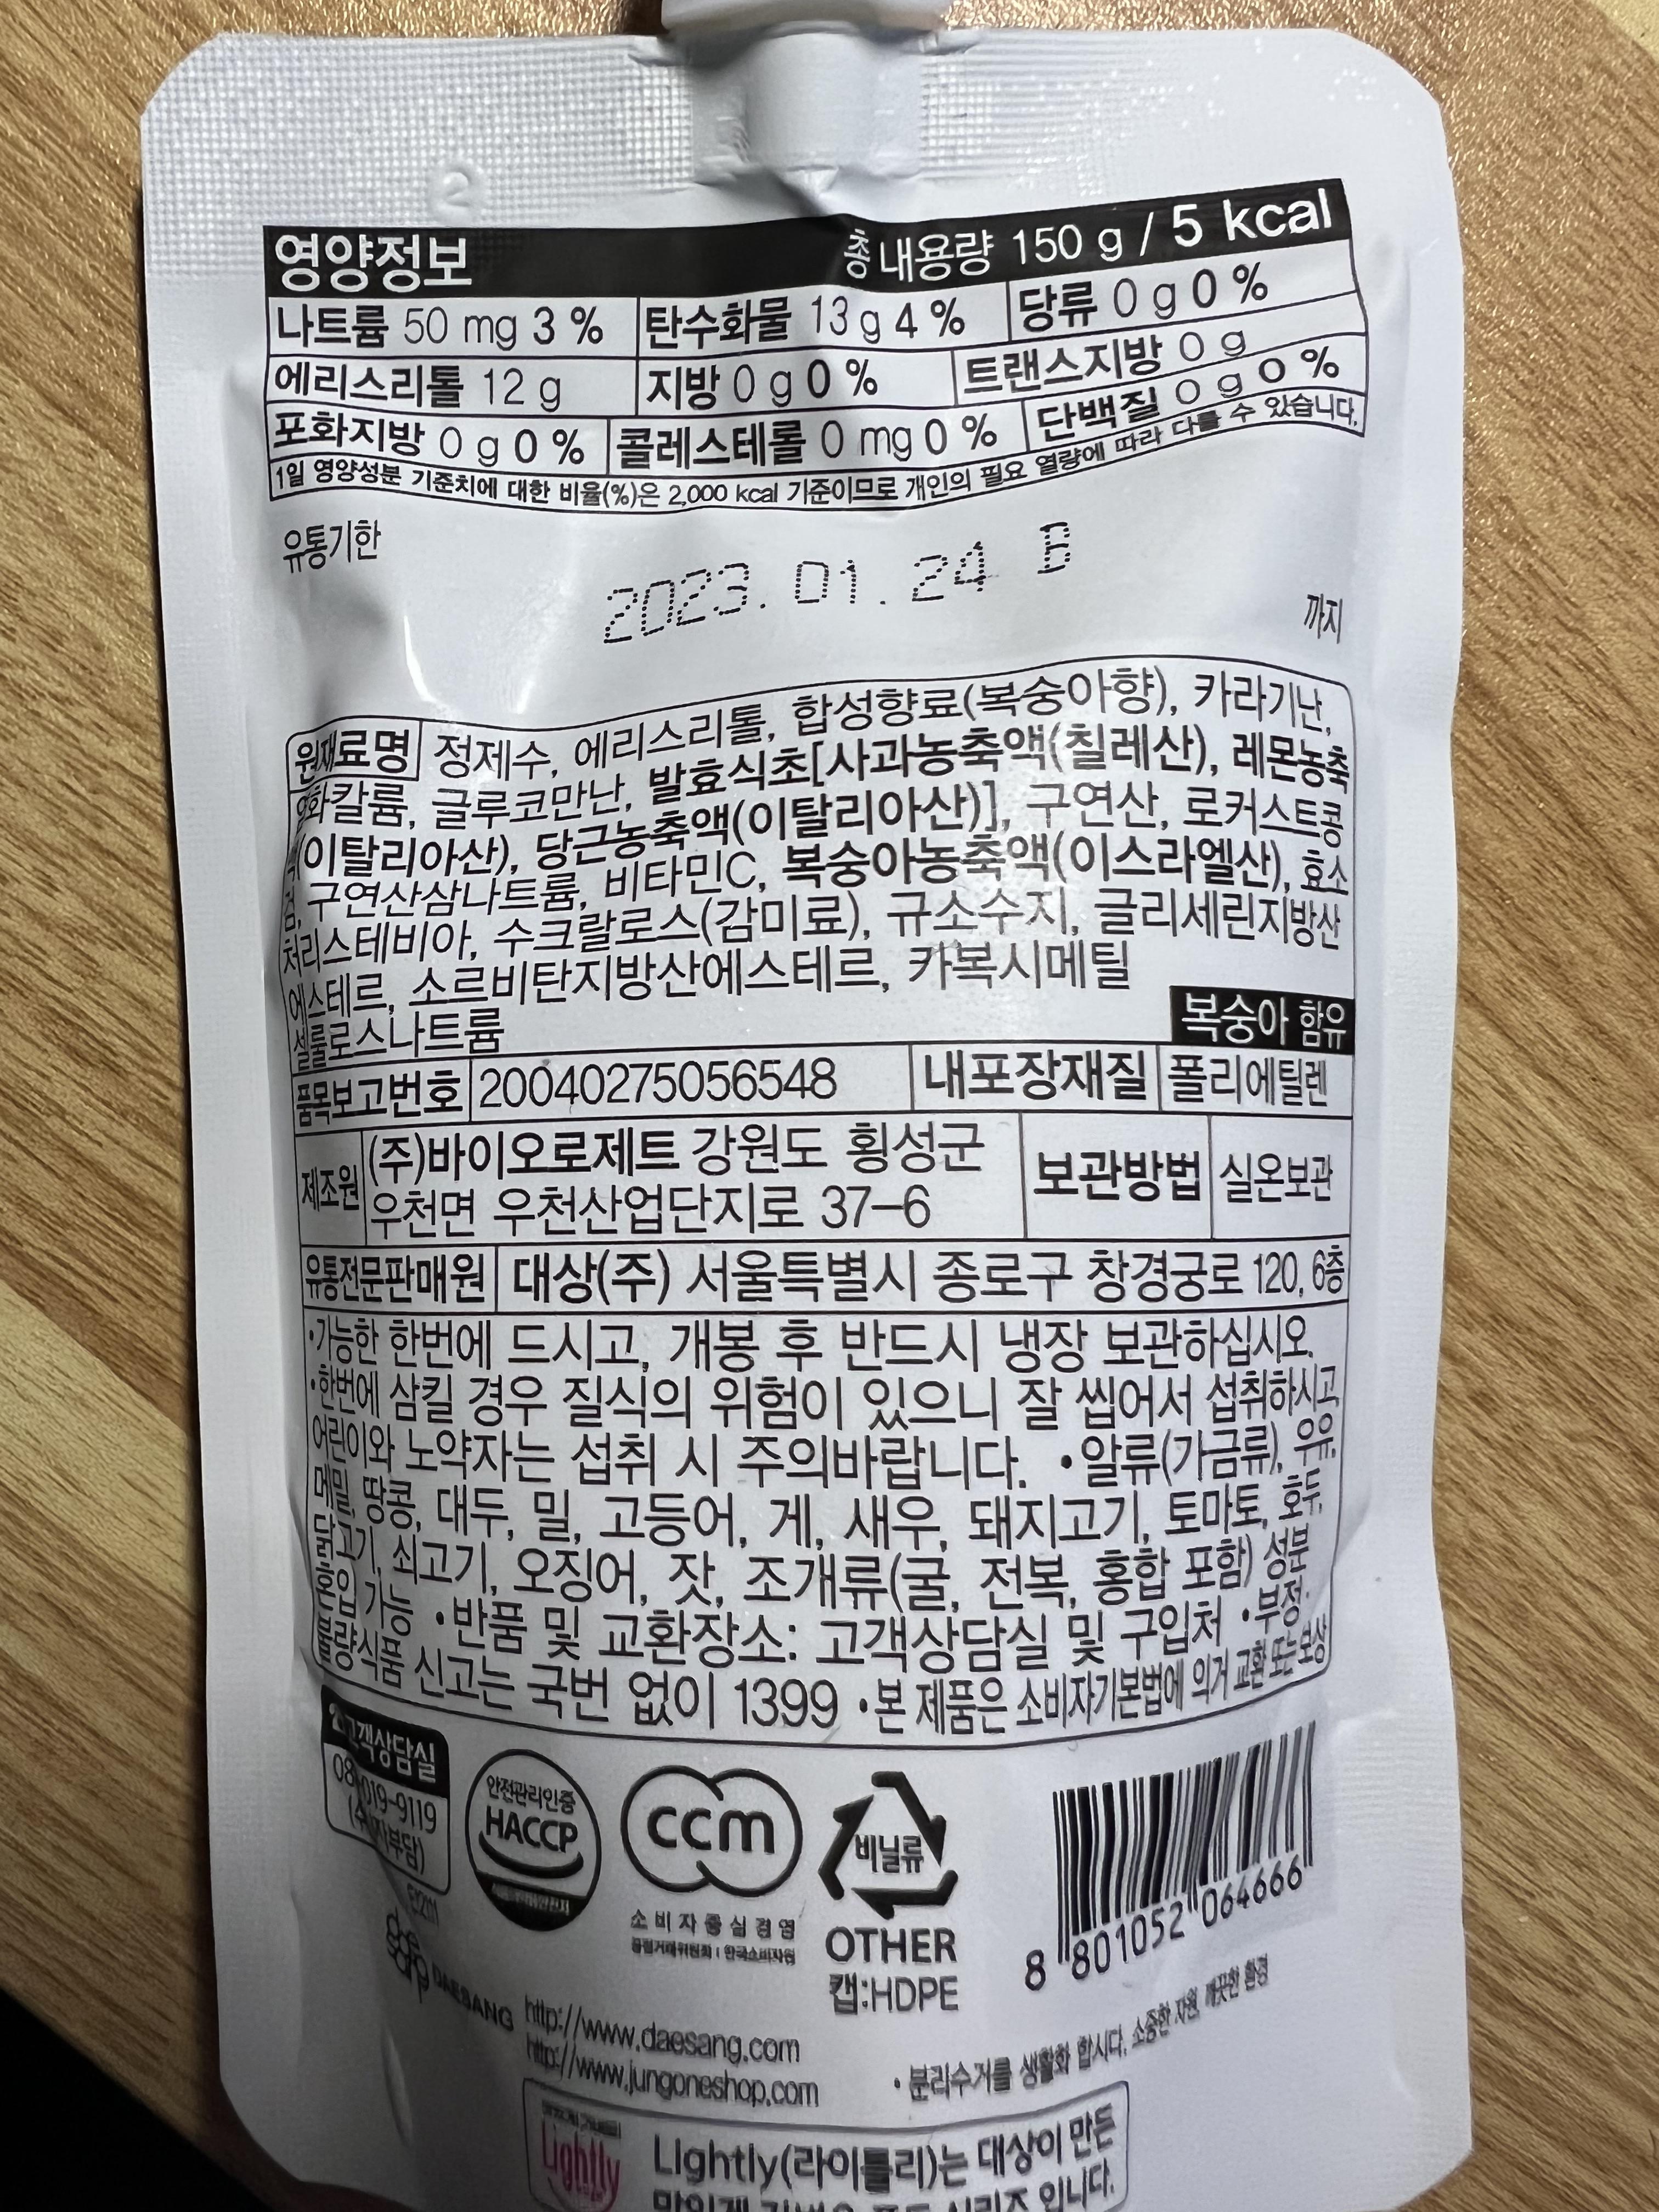 2
영양정보 총 내용량 150 g / 5 kcal
나트륨 50 mg 3 % 탄수화물 13 g 4 % 당류 0 g 0 %
에리스리톨 12 g 지방 0 g 0 % 트랜스지방 0 g
포화지방 0 g 0 % 콜레스테롤 0 mg 0 % 단백질 0 g 0 %
1일 영양성분 기준치에 대한 비율(%)은 2,000 kcal 기준이므로 개인의 필요 열량에 따라 다를 수 있습니다.
유통기한
2023. 01. 24 B
까지
원재료명 정제수, 에리스리톨, 합성향료(복숭아향), 카라기난,
염화칼륨, 글루코만난, 발효식초[사과농축액(칠레산), 레몬농축
액(이탈리아산), 당근농축액(이탈리아산)], 구연산, 로커스트콩
검, 구연산삼나트륨, 비타민C, 복숭아농축액(이스라엘산), 효소
처리스테비아, 수크랄로스(감미료), 규소수지, 글리세린지방산
에스테르, 소르비탄지방산에스테르, 카복시메틸
셀룰로스나트륨
복숭아 함유
품목보고번호 20040275056548 내포장재질 폴리에틸렌
제조원 (주)바이오로제트 강원도 횡성군
우천면 우천산업단지로 37-6
보관방법 실온보관
유통전문판매원 대상(주) 서울특별시 종로구 창경궁로 120, 6층
•가능한 한번에 드시고, 개봉 후 반드시 냉장 보관하십시오.
•한번에 삼킬 경우 질식의 위험이 있으니 잘 씹어서 섭취하시고,
어린이와 노약자는 섭취 시 주의바랍니다. •알류(가금류), 우유,
메밀, 땅콩, 대두, 밀, 고등어, 게, 새우, 돼지고기, 토마토, 호두,
닭고기, 쇠고기, 오징어, 잣, 조개류(굴, 전복, 홍합 포함) 성분
혼입 가능 •반품 및 교환장소: 고객상담실 및 구입처 •부정·
불량식품 신고는 국번 없이 1399 •본 제품은 소비자기본법에 의거 교환 또는 보상
고객상담실
019-9119
안전관리인증
HACCP
ccm
소비자중심경영
공정거래위원회 | 한국소비자원
비닐류
OTHER
캡:HDPE
8 801052 064666
DAESANG
http://www.daesang.com
http://www.jungoneshop.com
• 분리수거를 생활화 합시다. 소중한 자원, 깨끗한 환경
Lightly
Lightly(라이틀리)는 대상이 만든